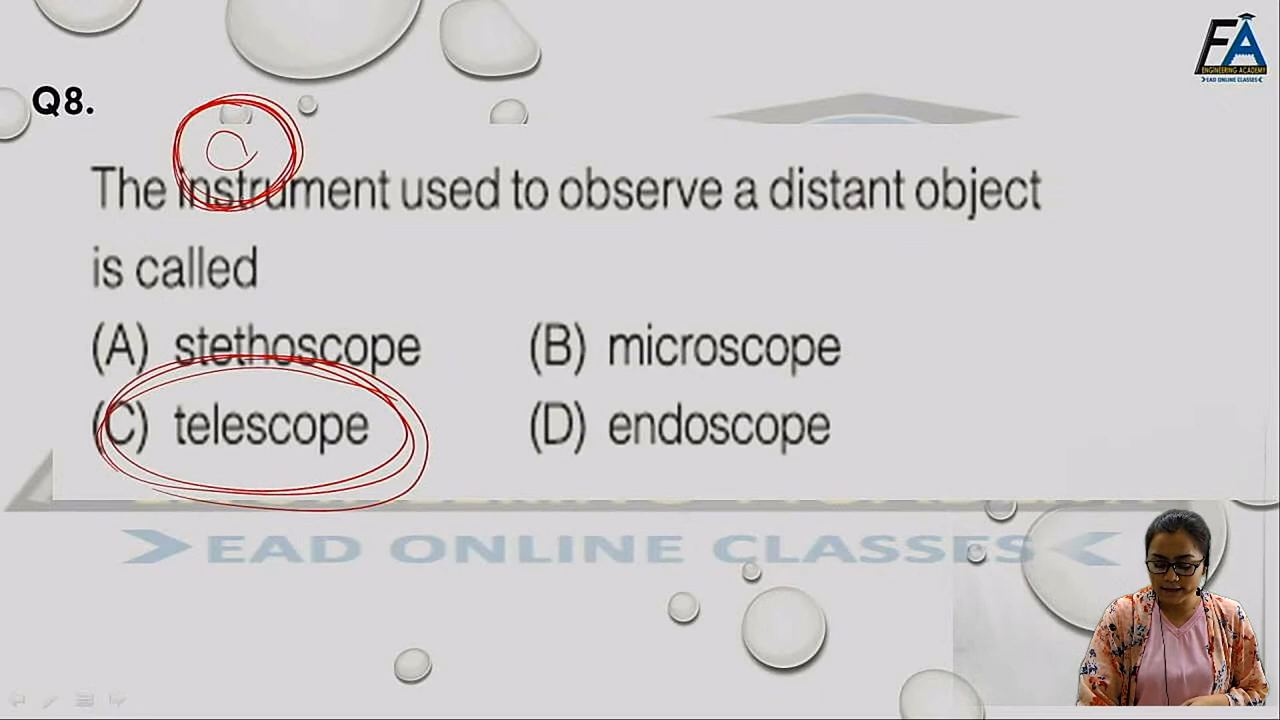 FA
ENGINEERING ACADEMY
EAD ONLINE CLASSES
Q8.
a
The instrument used to observe a distant object
is called
(A) stethoscope (B) microscope
(C) telescope (D) endoscope
EAD ONLINE CLASSES